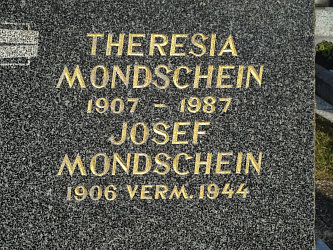 THERESIA
MONDSCHEIN
1907 - 1987
JOSEF
MONDSCHEIN
1906 VERM. 1944